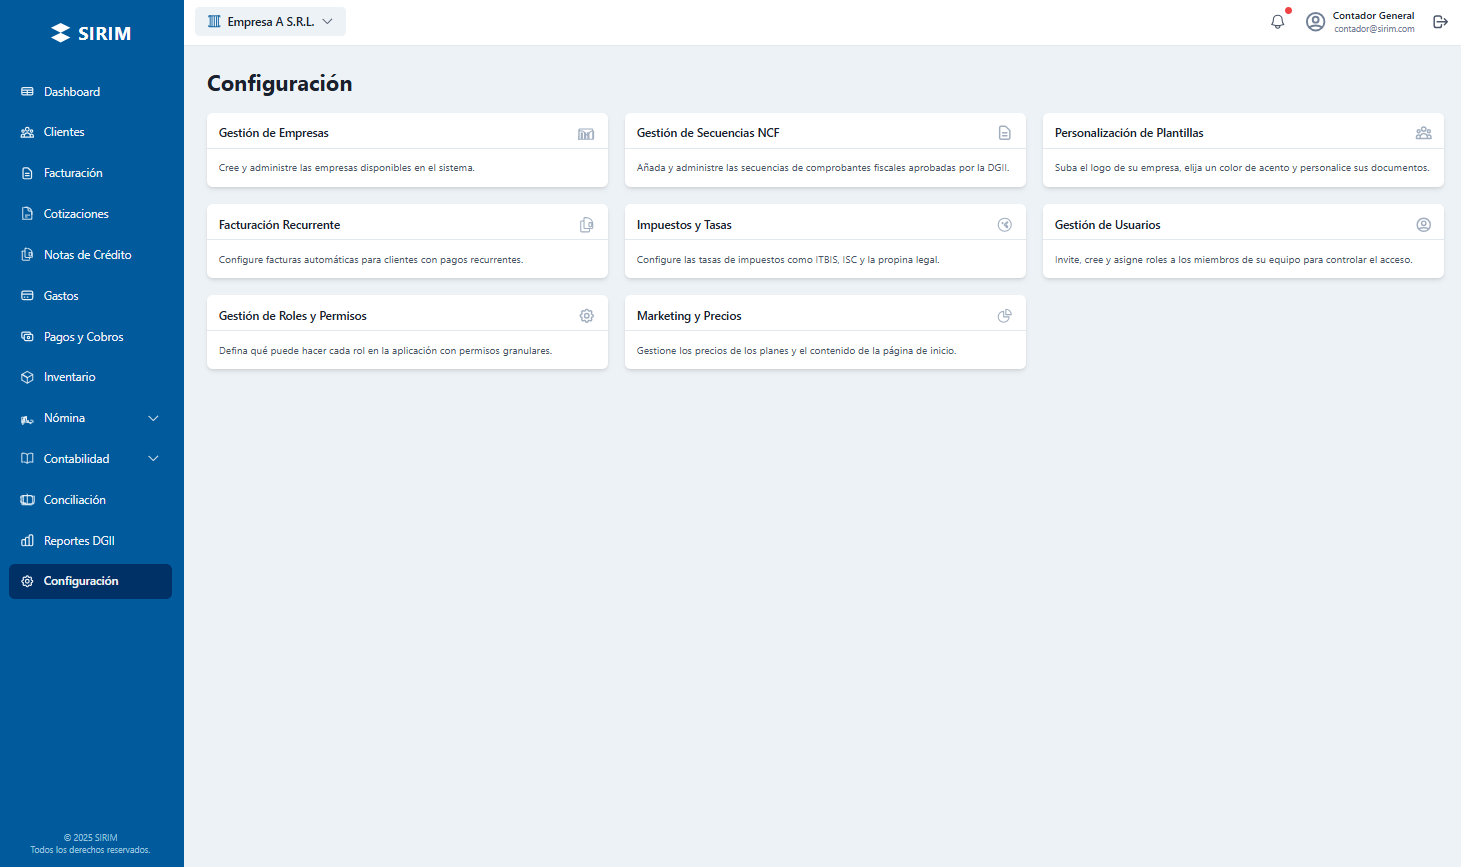 SIRIM
Empresa A S.R.L.
Contador General
contador@sirim.com
Dashboard
Clientes
Facturación
Cotizaciones
Notas de Crédito
Gastos
Pagos y Cobros
Inventario
Nómina
Contabilidad
Conciliación
Reportes DGII
Configuración
© 2025 SIRIM
Todos los derechos reservados.
Configuración
Gestión de Empresas
Cree y administre las empresas disponibles en el sistema.
Gestión de Secuencias NCF
Añada y administre las secuencias de comprobantes fiscales aprobadas por la DGII.
Personalización de Plantillas
Suba el logo de su empresa, elija un color de acento y personalice sus documentos.
Facturación Recurrente
Configure facturas automáticas para clientes con pagos recurrentes.
Impuestos y Tasas
Configure las tasas de impuestos como ITBIS, ISC y la propina legal.
Gestión de Usuarios
Invite, cree y asigne roles a los miembros de su equipo para controlar el acceso.
Gestión de Roles y Permisos
Defina qué puede hacer cada rol en la aplicación con permisos granulares.
Marketing y Precios
Gestione los precios de los planes y el contenido de la página de inicio.